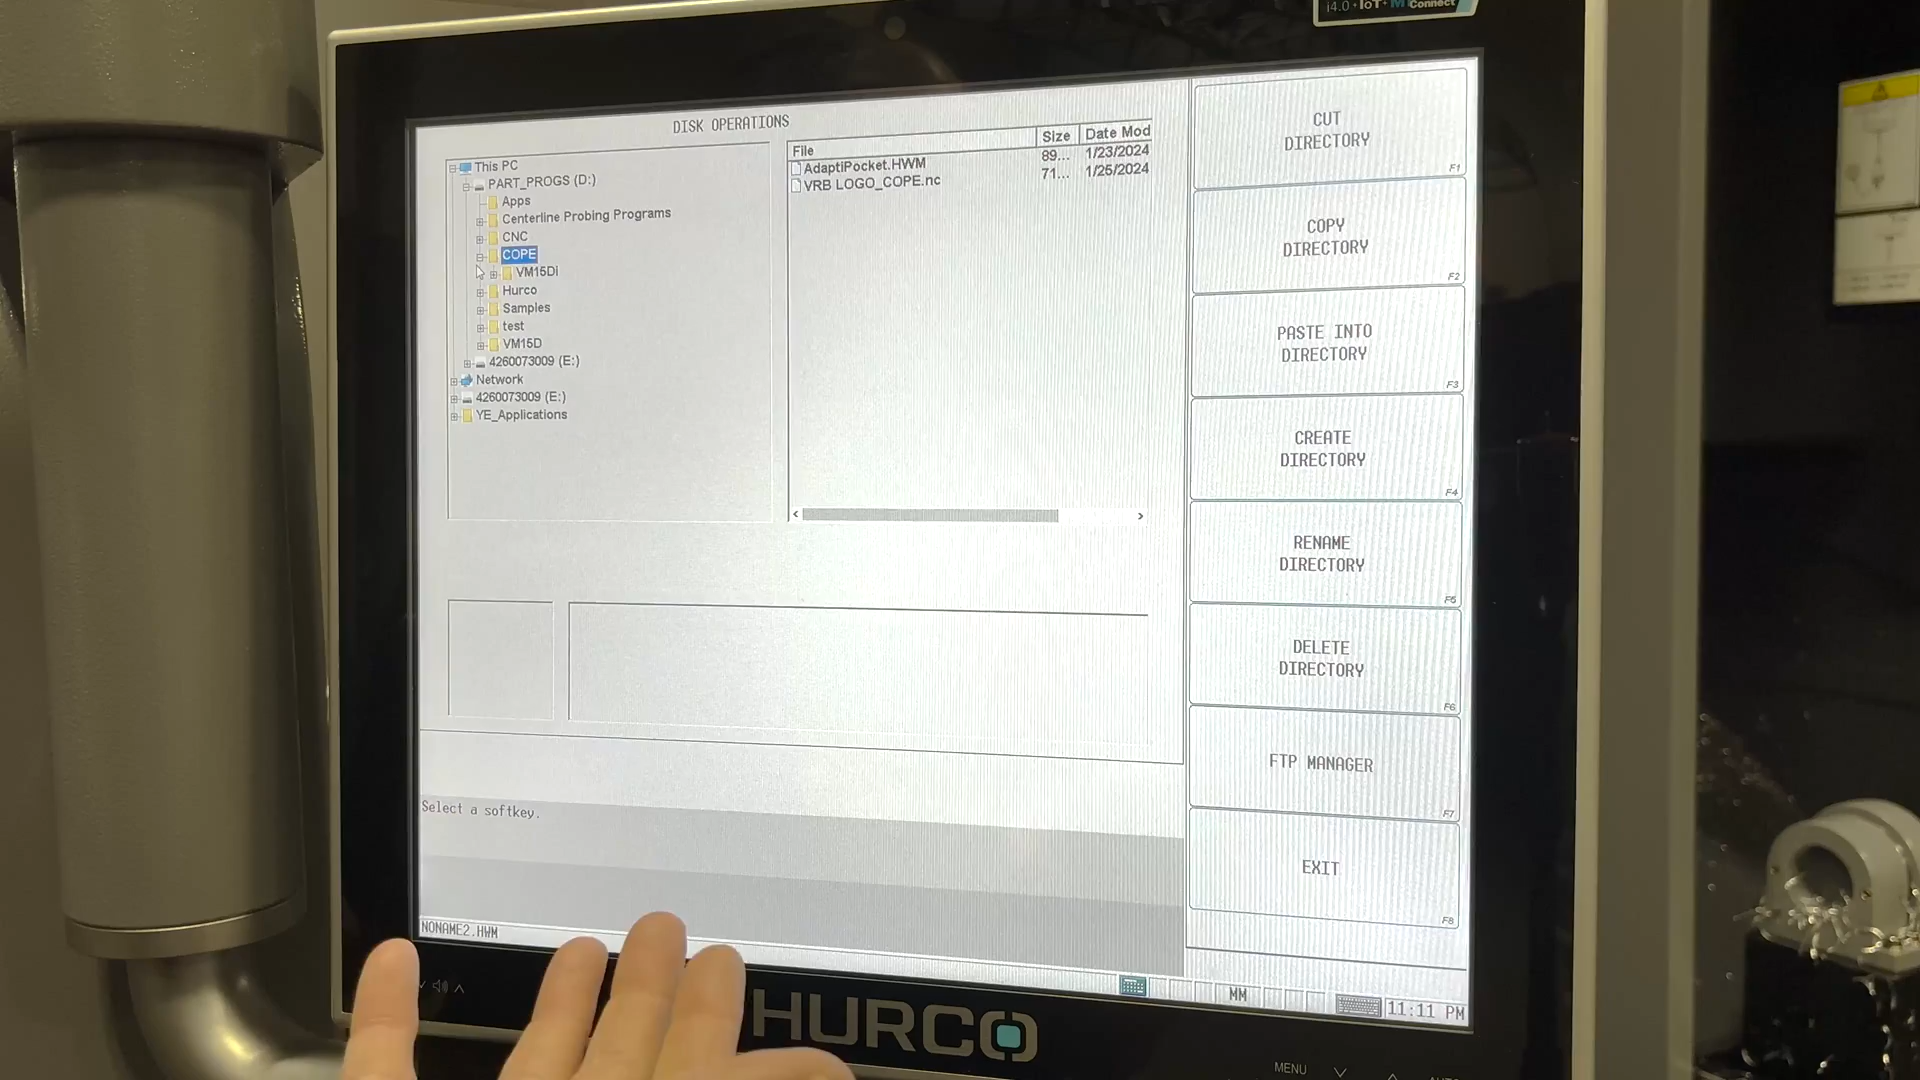 i4.0+IoT+M Connect
DISK OPERATIONS
This PC
PART_PROGS (D:)
Apps
Centerline Probing Programs
CNC
COPE
VM15Di
Hurco
Samples
test
VM15D
4260073009 (E:)
Network
4260073009 (E:)
YE_Applications
File Size Date Mod
AdaptiPocket.HWM 89... 1/23/2024
VRB LOGO_COPE.nc 71... 1/25/2024
CUT
DIRECTORY
F1
COPY
DIRECTORY
F2
PASTE INTO
DIRECTORY
F3
CREATE
DIRECTORY
F4
RENAME
DIRECTORY
F5
DELETE
DIRECTORY
F6
FTP MANAGER
F7
EXIT
F8
Select a softkey.
NONAME2.HWM
MM
11:11 PM
HURCO
MENU